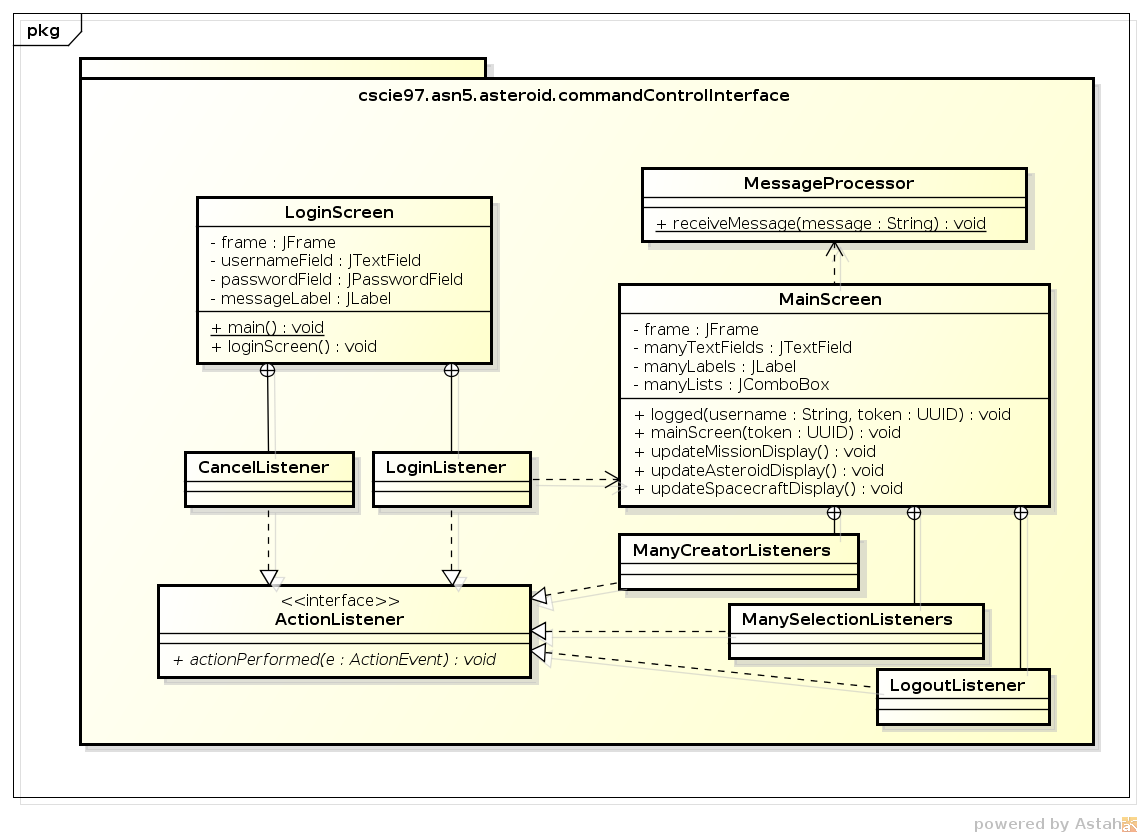 pkg
cscie97.asn5.asteroid.commandControlInterface
LoginScreen
- frame : JFrame
- usernameField : JTextField
- passwordField : JPasswordField
- messageLabel : JLabel
+ main() : void
+ loginScreen() : void
MessageProcessor
+ receiveMessage(message : String) : void
MainScreen
- frame : JFrame
- manyTextFields : JTextField
- manyLabels : JLabel
- manyLists : JComboBox
+ logged(username : String, token : UUID) : void
+ mainScreen(token : UUID) : void
+ updateMissionDisplay() : void
+ updateAsteroidDisplay() : void
+ updateSpacecraftDisplay() : void
CancelListener
LoginListener
ManyCreatorListeners
<<interface>>
ActionListener
+ actionPerformed(e : ActionEvent) : void
ManySelectionListeners
LogoutListener
powered by Astah